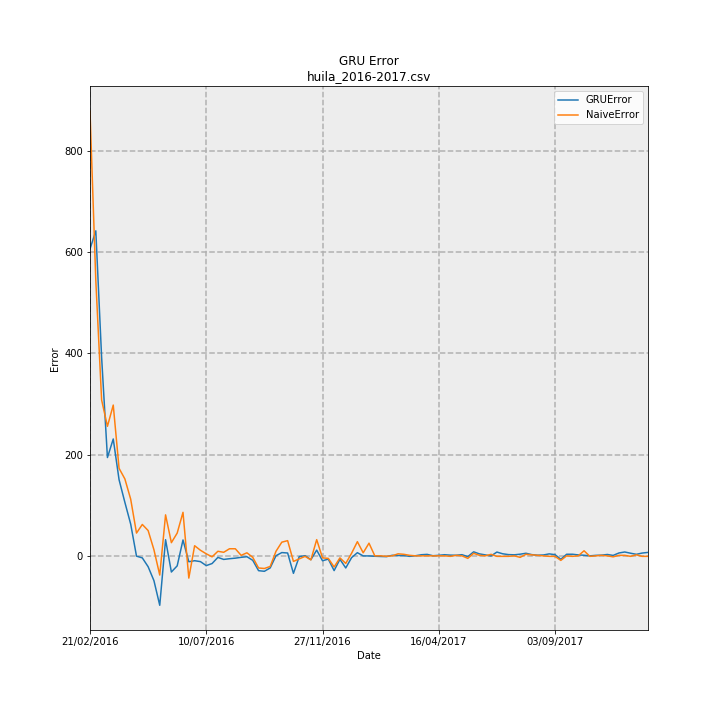 GRU Error
huila_2016-2017.csv
GRUError
NaiveError
800
600
400
200
0
Error
21/02/2016
10/07/2016
27/11/2016
16/04/2017
03/09/2017
Date